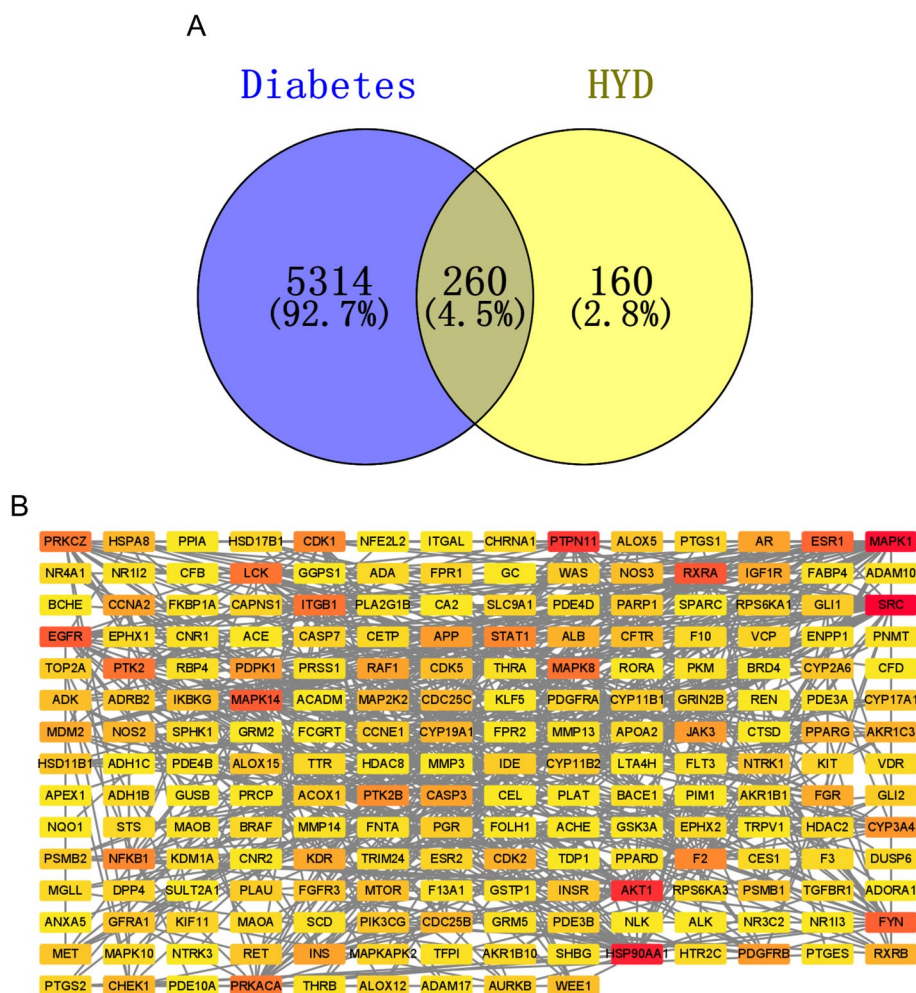 A
Diabetes HYD
5314 260 160
(92.7%) (4.5%) (2.8%)
B
PRKCZ HSPA8 PPIA HSD17B1 CDK1 NFE2L2 ITGAL CHRNA1 PTPN11 ALOX5 PTGS1 AR ESR1 MAPK1
NR4A1 NR1I2 CFB LCK GGPS1 ADA FPR1 GC WAS NOS3 RXRA IGF1R FABP4 ADAM10
BCHE CCNA2 FKBP1A CAPNS1 ITGB1 PLA2G1B CA2 SLC9A1 PDE4D PARP1 SPARC RPS6KA1 GLI1 SRC
EGFR EPHX1 CNR1 ACE CASP7 CETP APP STAT1 ALB CFTR F10 VCP ENPP1 PNMT
TOP2A PTK2 RBP4 PDPK1 PRSS1 RAF1 CDK5 THRA MAPK8 RORA PKM BRD4 CYP2A6 CFD
ADK ADRB2 IKBKG MAPK14 ACADM MAP2K2 CDC25C KLF5 PDGFRA CYP11B1 GRIN2B REN PDE3A CYP17A1
MDM2 NOS2 SPHK1 GRM2 FCGRT CCNE1 CYP19A1 FPR2 MMP13 APOA2 JAK3 CTSD PPARG AKR1C3
HSD11B1 ADH1C PDE4B ALOX15 TTR HDAC8 MMP3 IDE CYP11B2 LTA4H FLT3 NTRK1 KIT VDR
APEX1 ADH1B GUSB PRCP ACOX1 PTK2B CASP3 CEL PLAT BACE1 PIM1 AKR1B1 FGR GLI2
NQO1 STS MAOB BRAF MMP14 FNTA PGR FOLH1 ACHE GSK3A EPHX2 TRPV1 HDAC2 CYP3A4
PSMB2 NFKB1 KDM1A CNR2 KDR TRIM24 ESR2 CDK2 TDP1 PPARD F2 CES1 F3 DUSP6
MGLL DPP4 SULT2A1 PLAU FGFR3 MTOR F13A1 GSTP1 INSR AKT1 RPS6KA3 PSMB1 TGFBR1 ADORA1
ANXA5 GFRA1 KIF11 MAOA SCD PIK3CG CDC25B GRM5 PDE3B NLK ALK NR3C2 NR1I3 FYN
MET MAPK10 NTRK3 RET INS MAPKAPK2 TFPI AKR1B10 SHBG HSP90AA1 HTR2C PDGFRB PTGES RXRB
PTGS2 CHEK1 PDE10A PRKACA THRB ALOX12 ADAM17 AURKB WEE1